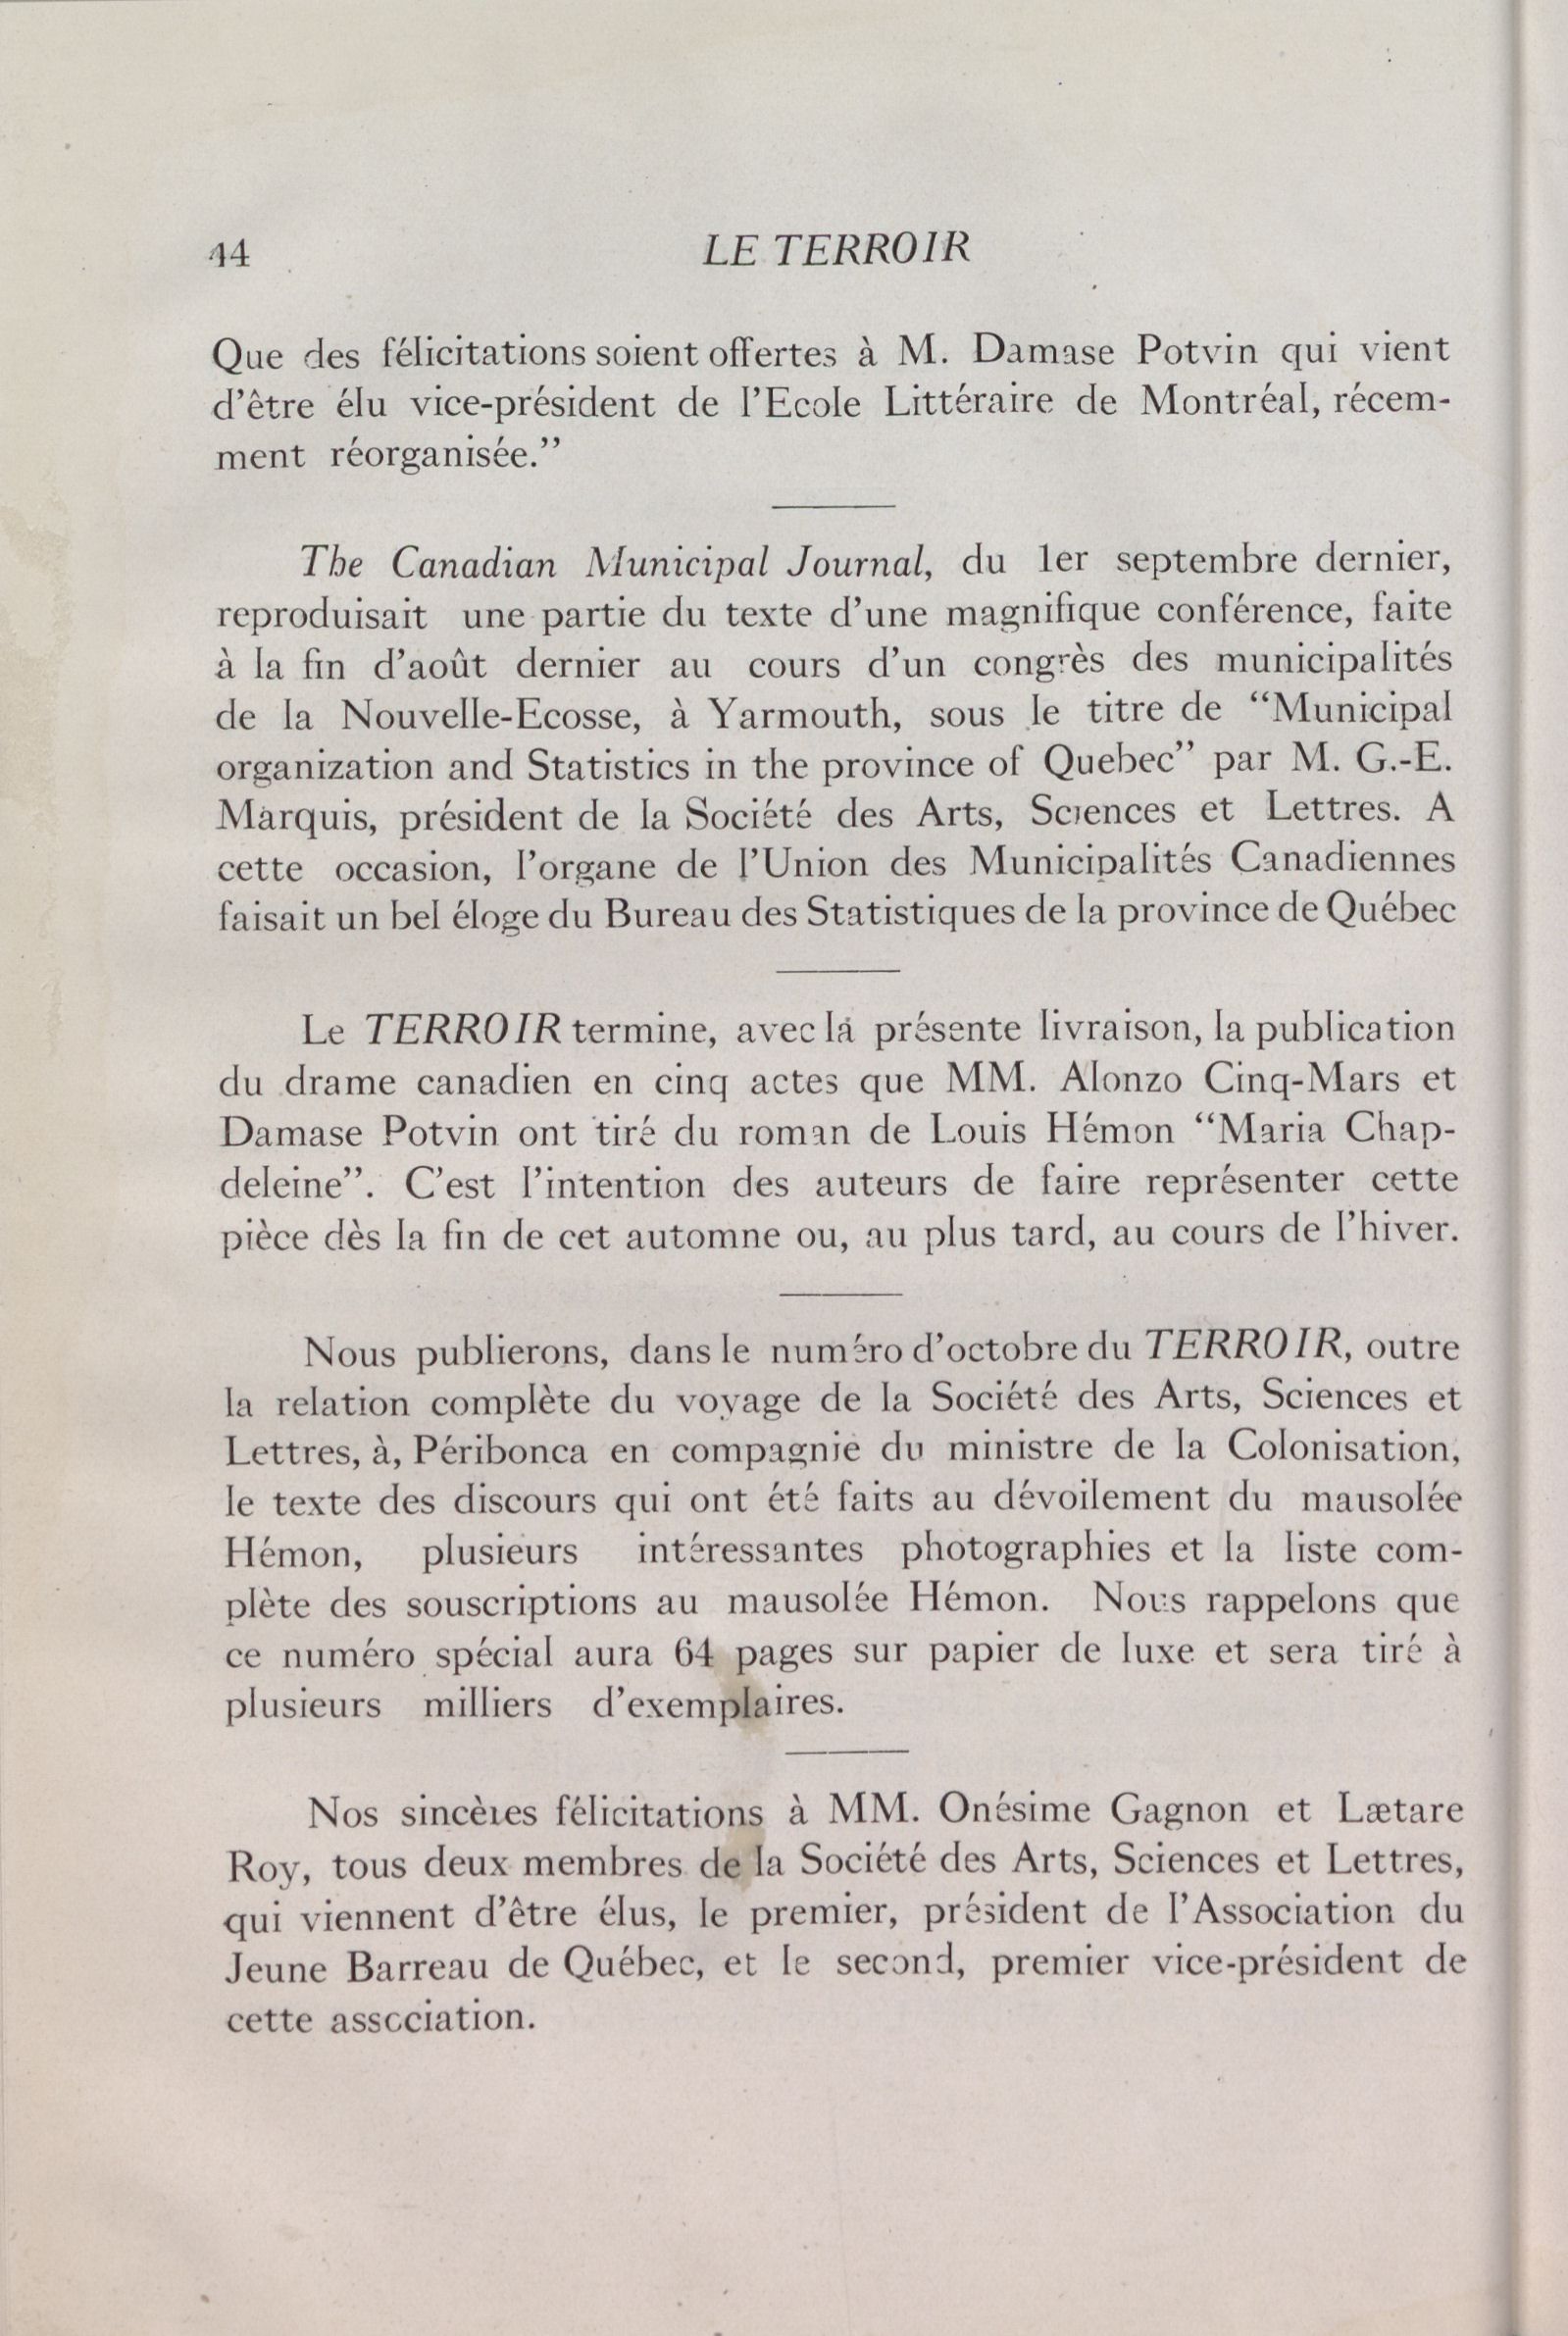 44 LE TERROIR
Que des félicitations soient offertes à M. Damase Potvin qui vient
d'être élu vice-président de l'Ecole Littéraire de Montréal, récem-
ment réorganisée.”
The Canadian Municipal Journal, du 1er septembre dernier,
reproduisait une partie du texte d'une magnifique conférence, faite
à la fin d'août dernier au cours d'un congrès des municipalités
de la Nouvelle-Ecosse, à Yarmouth, sous le titre de “Municipal
organization and Statistics in the province of Quebec” par M. G.-E.
Marquis, président de la Société des Arts, Sciences et Lettres. A
cette occasion, l'organe de l'Union des Municipalités Canadiennes
faisait un bel éloge du Bureau des Statistiques de la province de Québec
Le TERROIR termine, avec la présente livraison, la publication
du drame canadien en cinq actes que MM. Alonzo Cinq-Mars et
Damase Potvin ont tiré du roman de Louis Hémon “Maria Chap-
deleine”. C'est l'intention des auteurs de faire représenter cette
pièce dès la fin de cet automne ou, au plus tard, au cours de l'hiver.
Nous publierons, dans le numéro d'octobre du TERROIR, outre
la relation complète du voyage de la Société des Arts, Sciences et
Lettres, à, Péribonca en compagnie du ministre de la Colonisation,
le texte des discours qui ont été faits au dévoilement du mausolée
Hémon, plusieurs intéressantes photographies et la liste com-
plète des souscriptions au mausolée Hémon. Nous rappelons que
ce numéro spécial aura 64 pages sur papier de luxe et sera tiré à
plusieurs milliers d'exemplaires.
Nos sincères félicitations à MM. Onésime Gagnon et Lætare
Roy, tous deux membres de la Société des Arts, Sciences et Lettres,
qui viennent d'être élus, le premier, président de l'Association du
Jeune Barreau de Québec, et le second, premier vice-président de
cette association.